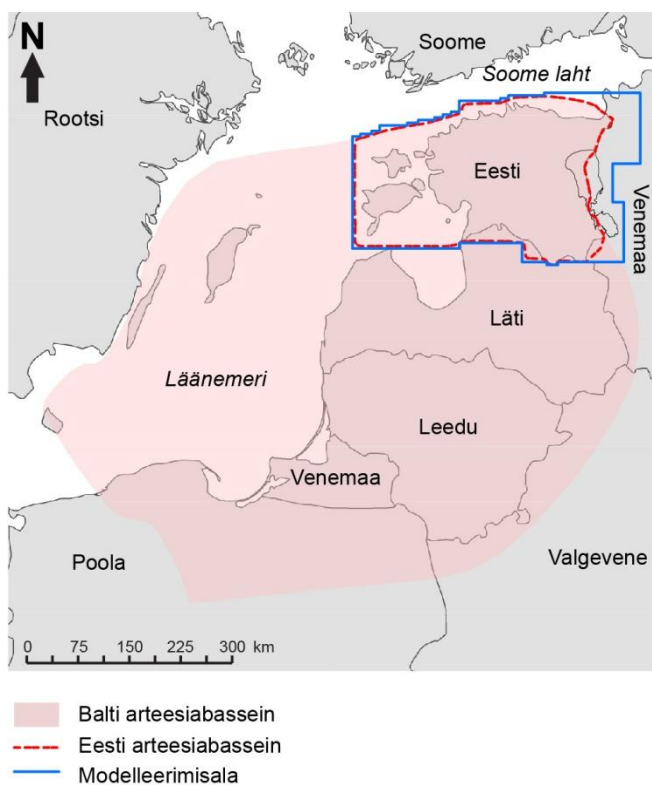 N
Soome
Soome laht
Rootsi
Eesti
Venemaa
Läti
Läänemeri
Leedu
Venemaa
Poola
Valgevene
0 75 150 225 300 km
Balti arteesiabassein
Eesti arteesiabassein
Modelleerimisala